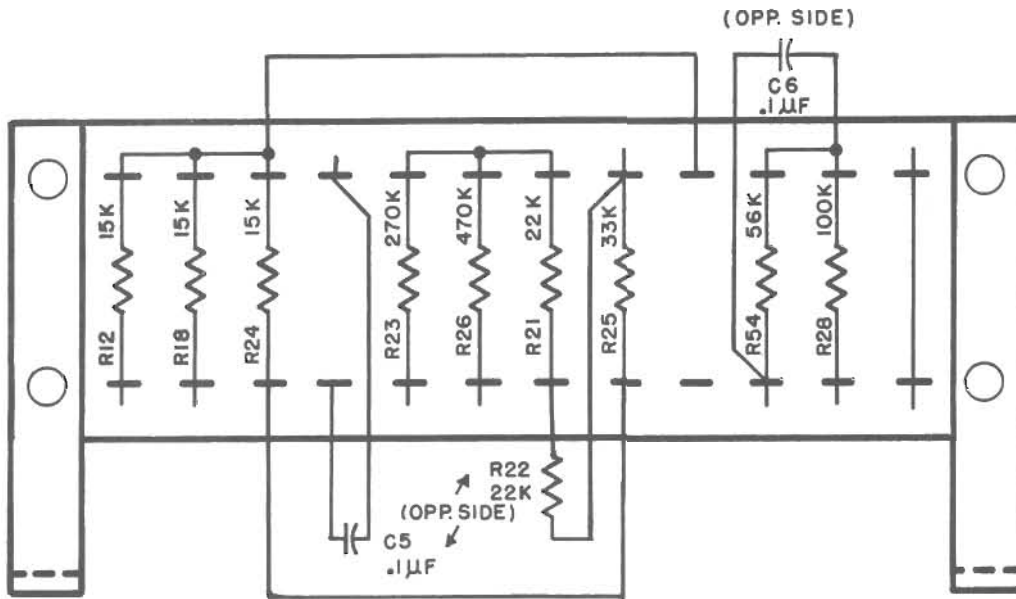 (OPP. SIDE)
C6
.1μF
15K
15K
15K
270K
470K
22K
33K
56K
100K
R12
R18
R24
R23
R26
R21
R25
R54
R28
R22
22K
(OPP. SIDE)
C5
.1μF